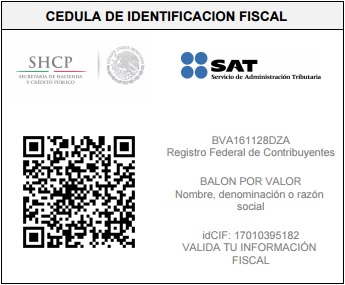 CEDULA DE IDENTIFICACION FISCAL
SHCP
SECRETARÍA DE HACIENDA
Y CRÉDITO PÚBLICO
SAT
Servicio de Administración Tributaria
BVA161128DZA
Registro Federal de Contribuyentes
BALON POR VALOR
Nombre, denominación o razón
social
idCIF: 17010395182
VALIDA TU INFORMACIÓN
FISCAL